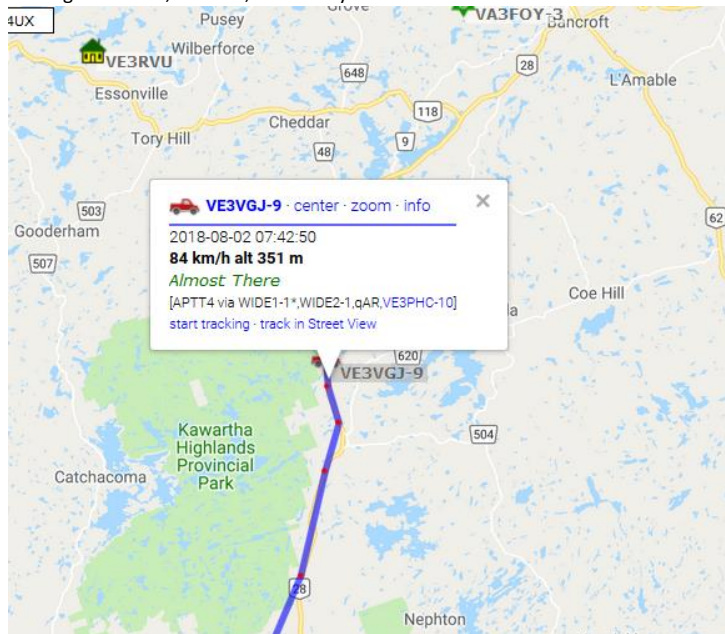 4UX
Pusey
VA3FOY-3
Bancroft
Wilberforce
VE3RVU
28
648
L'Amable
Essonville
118
Cheddar
Tory Hill
9
48
VE3VGJ-9 · center · zoom · info
503
2018-08-02 07:42:50
62
Gooderham
84 km/h alt 351 m
507
Almost There
Coe Hill
[APTT4 via WIDE1-1*,WIDE2-1,qAR,VE3PHC-10]
start tracking · track in Street View
620
VE3VGJ-9
Kawartha
Highlands
Provincial
Park
504
Catchacoma
28
Nephton